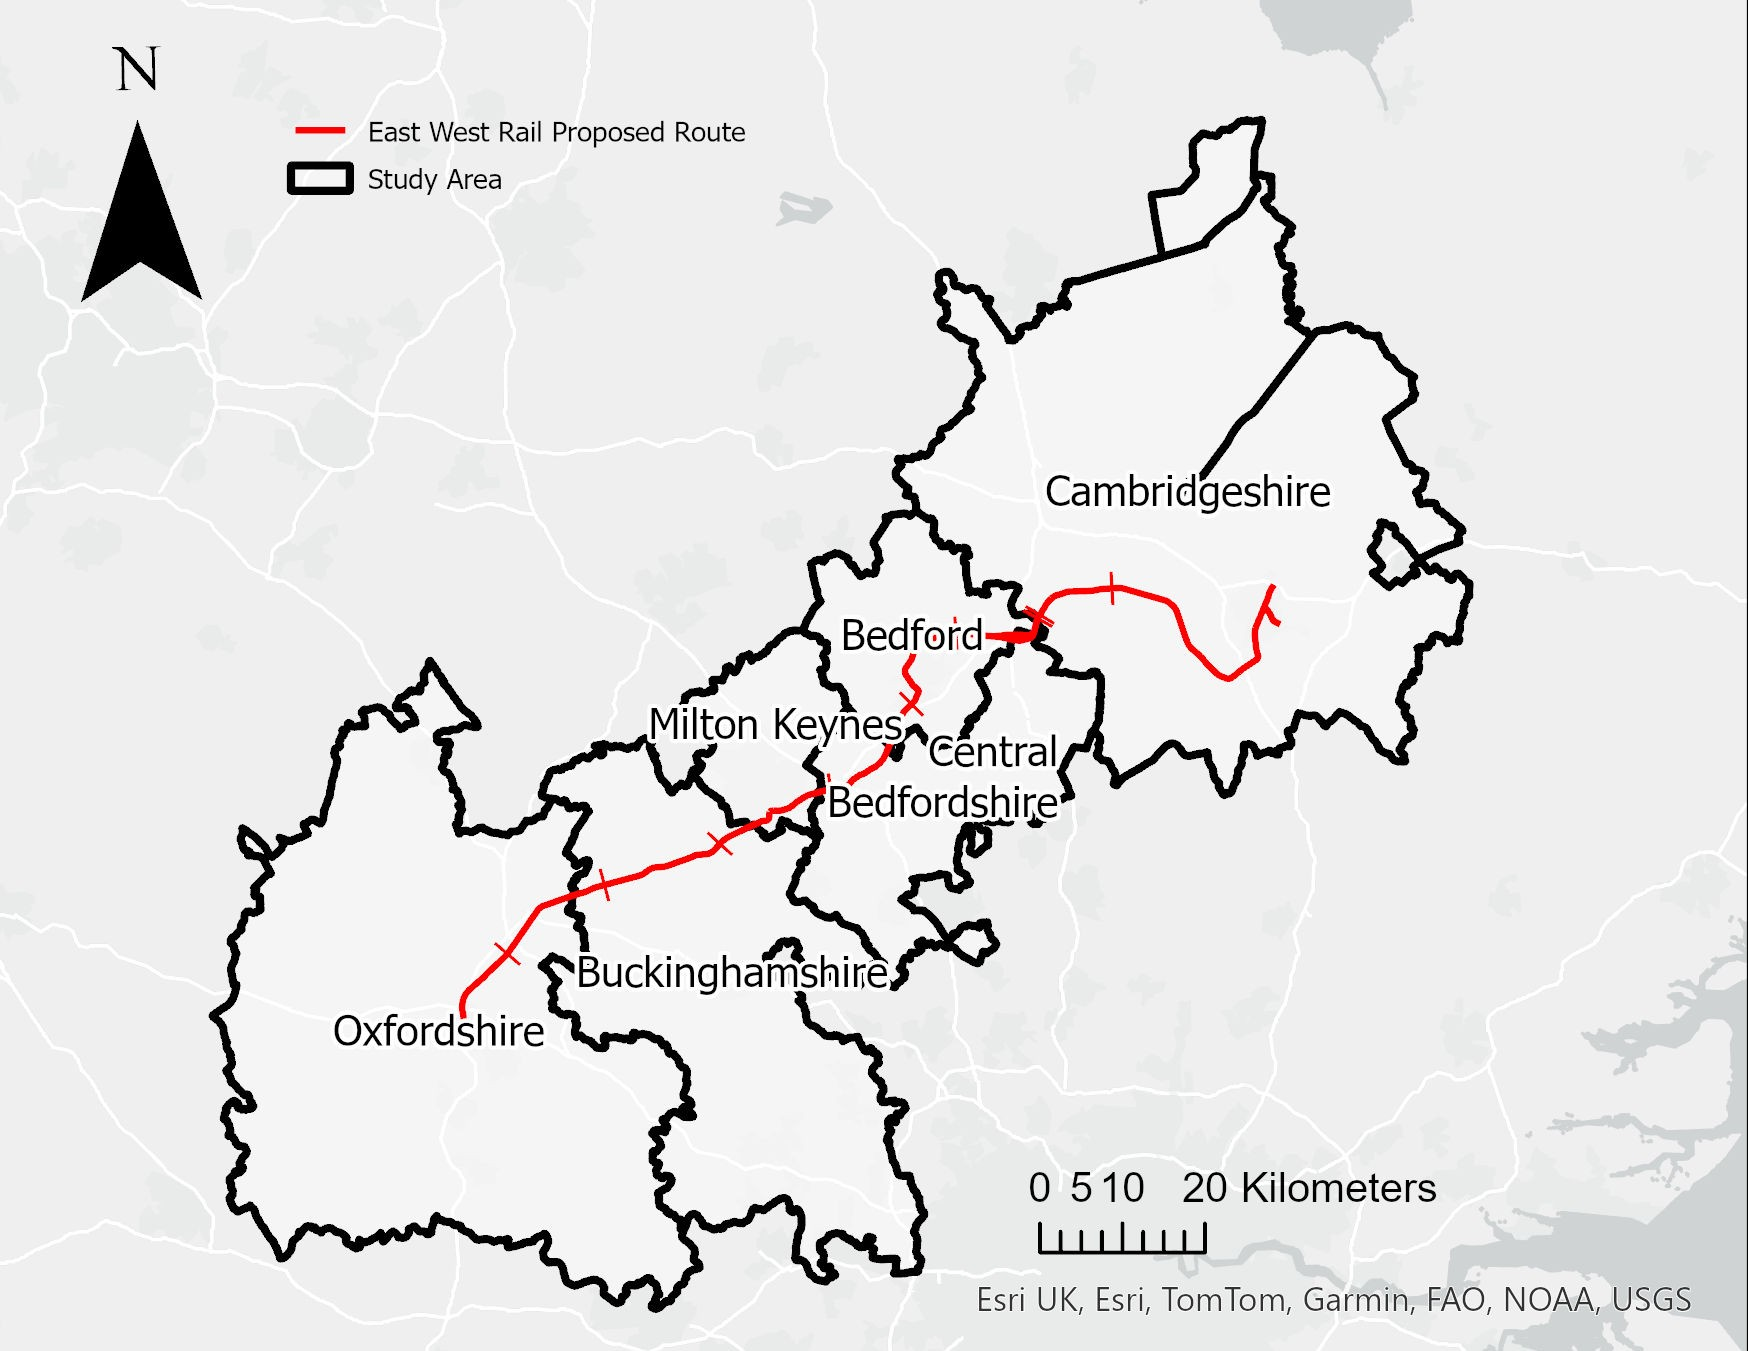 N
East West Rail Proposed Route
Study Area
Cambridgeshire
Bedford
Milton Keynes
Central
Bedfordshire
Buckinghamshire
Oxfordshire
0 5 10 20 Kilometers
Esri UK, Esri, TomTom, Garmin, FAO, NOAA, USGS